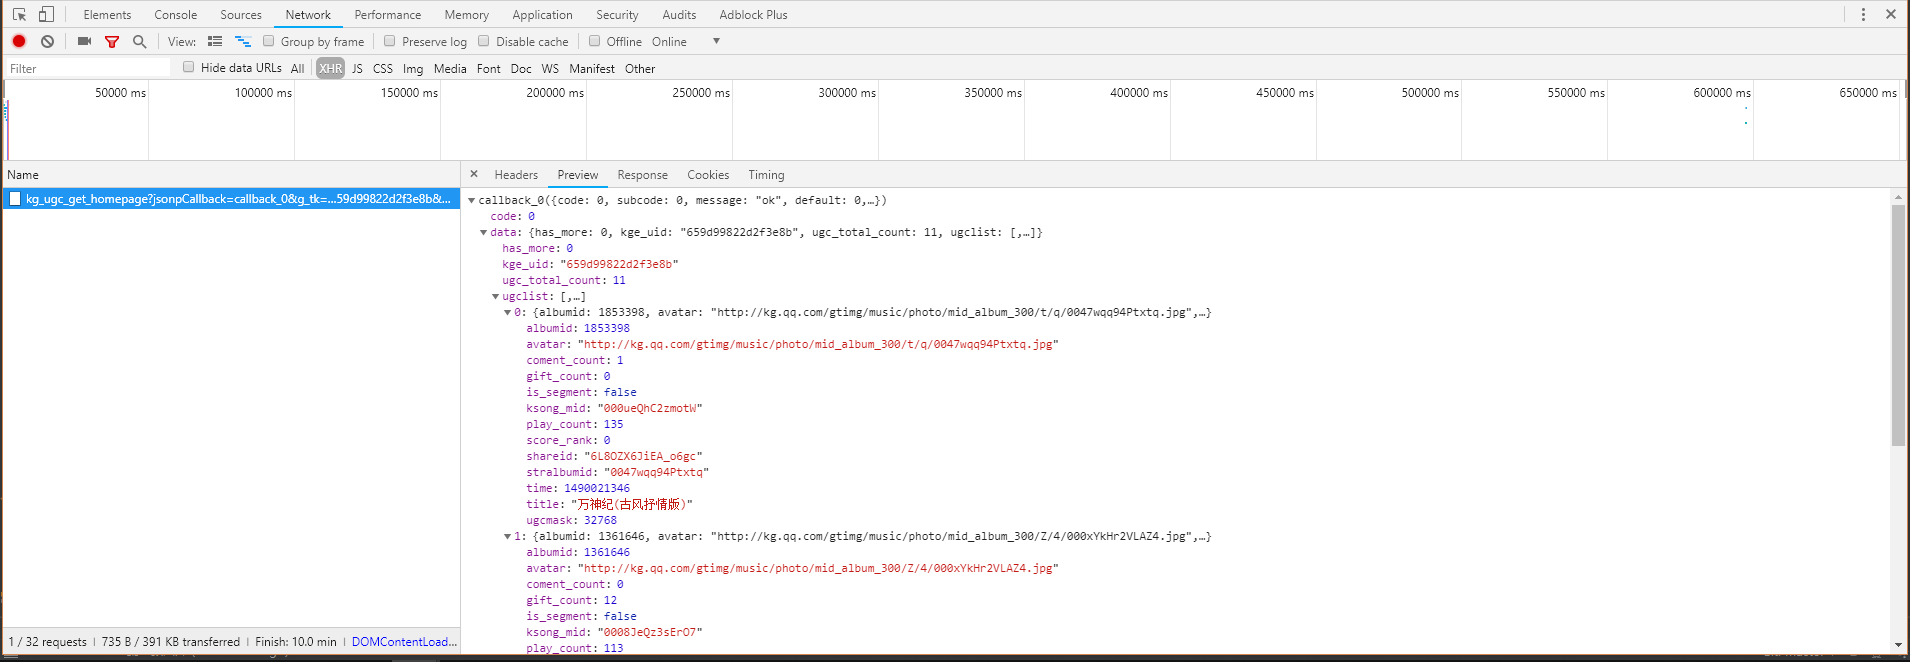 Elements Console Sources Network Performance Memory Application Security Audits Adblock Plus
View: Group by frame Preserve log Disable cache Offline Online
Filter Hide data URLs All XHR JS CSS Img Media Font Doc WS Manifest Other
50000 ms 100000 ms 150000 ms 200000 ms 250000 ms 300000 ms 350000 ms 400000 ms 450000 ms 500000 ms 550000 ms 600000 ms 650000 ms
Name
kg_ugc_get_homepage?jsonpCallback=callback_0&g_tk=...59d99822d2f3e8b&...
1 / 32 requests | 735 B / 391 KB transferred | Finish: 10.0 min | DOMContentLoad...
Headers Preview Response Cookies Timing
callback_0({code: 0, subcode: 0, message: "ok", default: 0,…})
code: 0
data: {has_more: 0, kge_uid: "659d99822d2f3e8b", ugc_total_count: 11, ugclist: [,…]}
has_more: 0
kge_uid: "659d99822d2f3e8b"
ugc_total_count: 11
ugclist: [,…]
0: {albumid: 1853398, avatar: "http://kg.qq.com/gtimg/music/photo/mid_album_300/t/q/0047wqq94Ptxtq.jpg",…}
albumid: 1853398
avatar: "http://kg.qq.com/gtimg/music/photo/mid_album_300/t/q/0047wqq94Ptxtq.jpg"
coment_count: 1
gift_count: 0
is_segment: false
ksong_mid: "000ueQhC2zmotW"
play_count: 135
score_rank: 0
shareid: "6L8OZX6JiEA_o6gc"
stralbumid: "0047wqq94Ptxtq"
time: 1490021346
title: "万神纪(古风抒情版)"
ugcmask: 32768
1: {albumid: 1361646, avatar: "http://kg.qq.com/gtimg/music/photo/mid_album_300/Z/4/000xYkHr2VLAZ4.jpg",…}
albumid: 1361646
avatar: "http://kg.qq.com/gtimg/music/photo/mid_album_300/Z/4/000xYkHr2VLAZ4.jpg"
coment_count: 0
gift_count: 12
is_segment: false
ksong_mid: "0008JeQz3sErO7"
play_count: 113